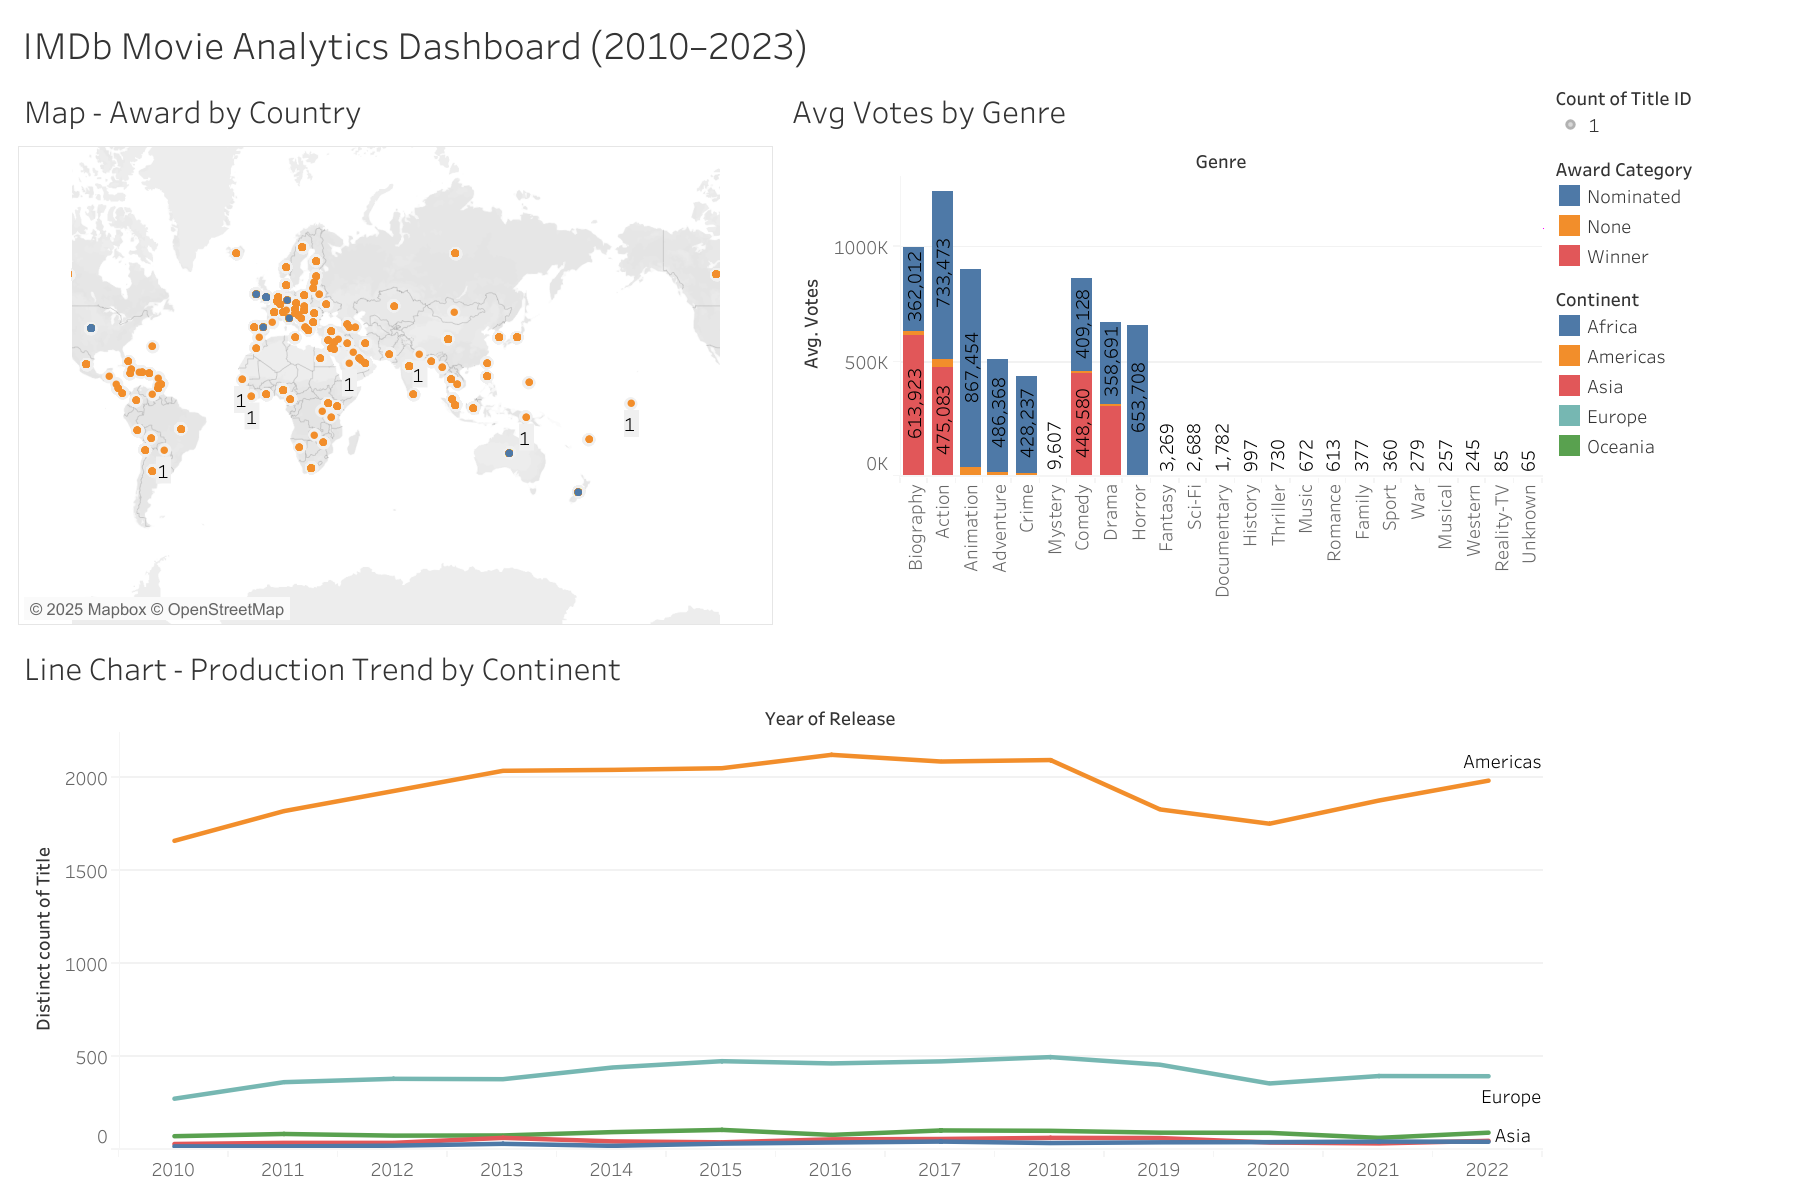 IMDb Movie Analytics Dashboard (2010–2023)
Map - Award by Country
1
1
1
1
1
1
1
© 2025 Mapbox © OpenStreetMap
Avg Votes by Genre
Genre
Avg. Votes
1000K
500K
0K
362,012
613,923
733,473
475,083
867,454
486,368
428,237
9,607
409,128
448,580
358,691
653,708
3,269
2,688
1,782
997
730
672
613
377
360
279
257
245
85
65
Biography
Action
Animation
Adventure
Crime
Mystery
Comedy
Drama
Horror
Fantasy
Sci-Fi
Documentary
History
Thriller
Music
Romance
Family
Sport
War
Musical
Western
Reality-TV
Unknown
Count of Title ID
1
Award Category
Nominated
None
Winner
Continent
Africa
Americas
Asia
Europe
Oceania
Line Chart - Production Trend by Continent
Year of Release
Distinct count of Title
2000
1500
1000
500
0
Americas
Europe
Asia
2010 2011 2012 2013 2014 2015 2016 2017 2018 2019 2020 2021 2022